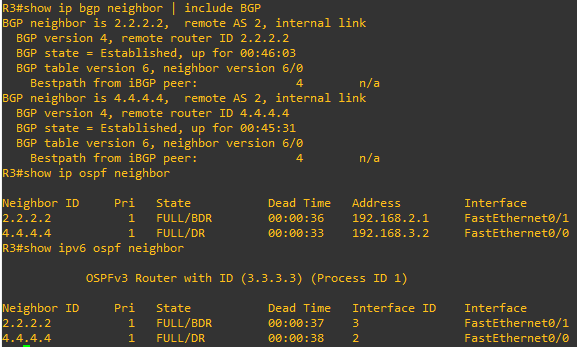 R3#show ip bgp neighbor | include BGP
BGP neighbor is 2.2.2.2,  remote AS 2, internal link
  BGP version 4, remote router ID 2.2.2.2
  BGP state = Established, up for 00:46:03
  BGP table version 6, neighbor version 6/0
    Bestpath from iBGP peer:              4        n/a
BGP neighbor is 4.4.4.4,  remote AS 2, internal link
  BGP version 4, remote router ID 4.4.4.4
  BGP state = Established, up for 00:45:31
  BGP table version 6, neighbor version 6/0
    Bestpath from iBGP peer:              4        n/a
R3#show ip ospf neighbor
Neighbor ID     Pri   State           Dead Time   Address         Interface
2.2.2.2           1   FULL/BDR        00:00:36    192.168.2.1     FastEthernet0/1
4.4.4.4           1   FULL/DR         00:00:33    192.168.3.2     FastEthernet0/0
R3#show ipv6 ospf neighbor
            OSPFv3 Router with ID (3.3.3.3) (Process ID 1)
Neighbor ID     Pri   State           Dead Time   Interface ID    Interface
2.2.2.2           1   FULL/BDR        00:00:37    3               FastEthernet0/1
4.4.4.4           1   FULL/DR         00:00:38    2               FastEthernet0/0